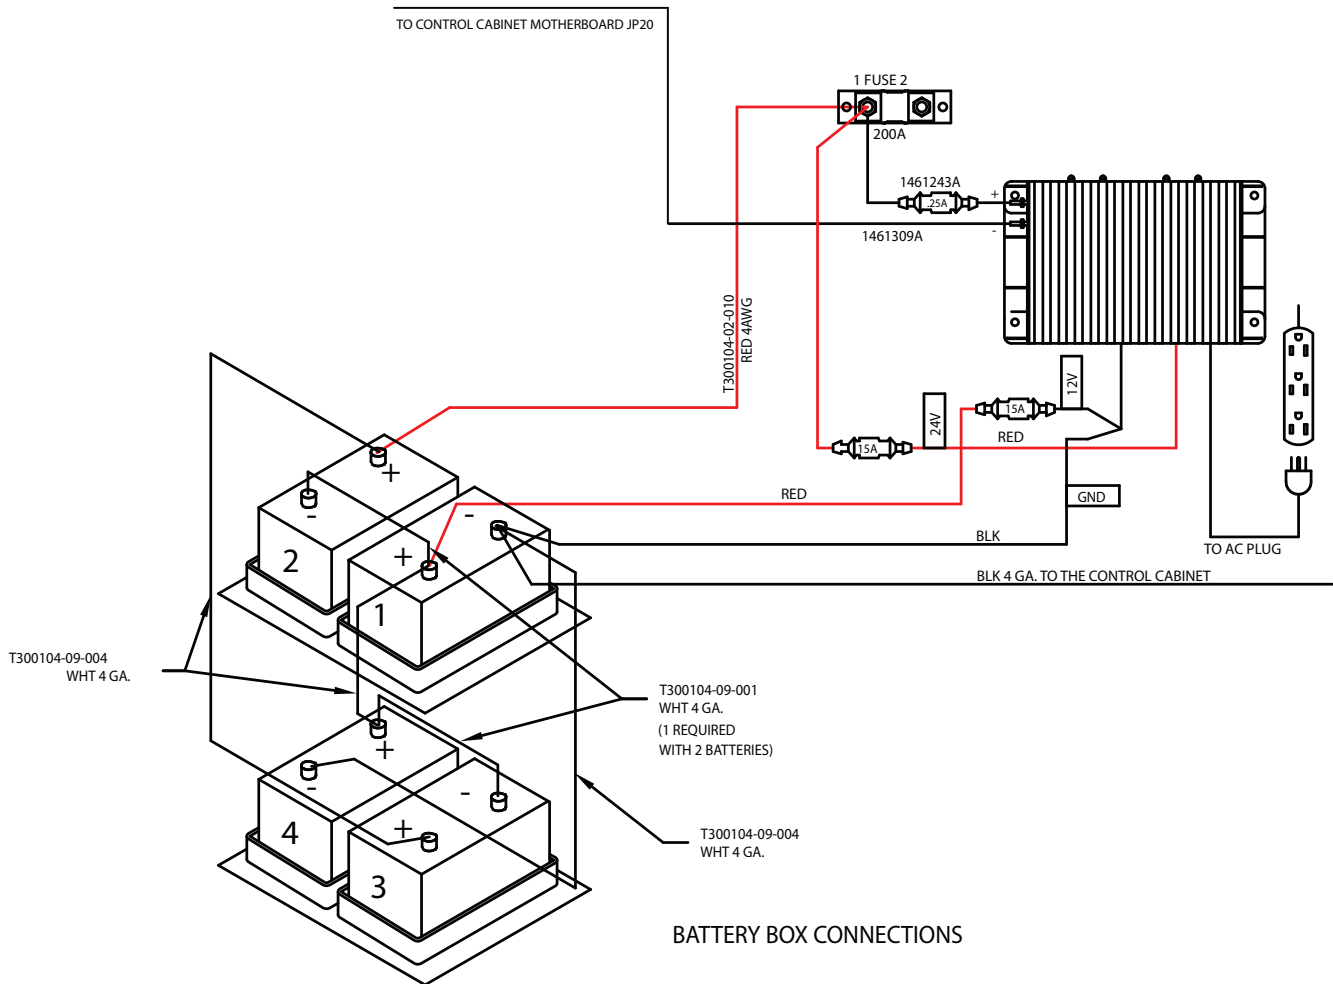 TO CONTROL CABINET MOTHERBOARD JP20
1 FUSE 2
200A
1461243A
.25A
+
-
1461309A
T300104-02-010
RED 4AWG
12V
15A
24V
RED
15A
RED
GND
BLK
TO AC PLUG
BLK 4 GA. TO THE CONTROL CABINET
+
-
2
-
+
1
T300104-09-004
WHT 4 GA.
T300104-09-001
WHT 4 GA.
(1 REQUIRED
WITH 2 BATTERIES)
+
-
4
-
+
3
T300104-09-004
WHT 4 GA.
BATTERY BOX CONNECTIONS